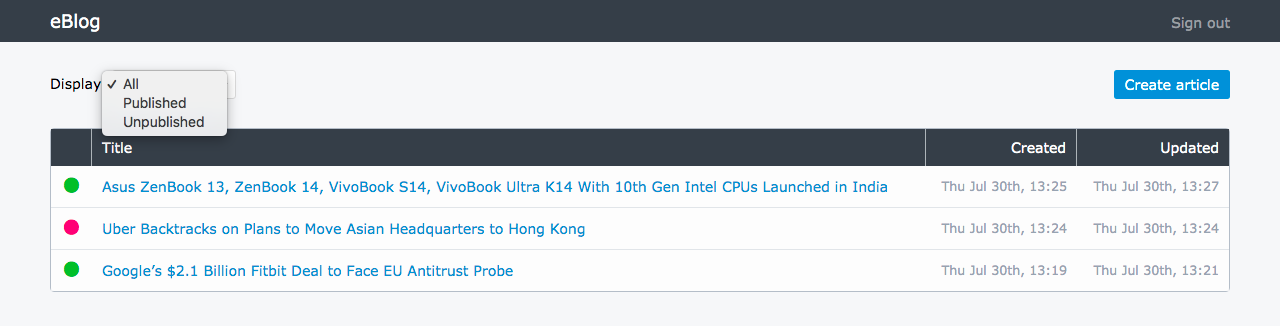 eBlog
Sign out
Display
✓ All
Published
Unpublished
Create article
Title Created Updated
Asus ZenBook 13, ZenBook 14, VivoBook S14, VivoBook Ultra K14 With 10th Gen Intel CPUs Launched in India Thu Jul 30th, 13:25 Thu Jul 30th, 13:27
Uber Backtracks on Plans to Move Asian Headquarters to Hong Kong Thu Jul 30th, 13:24 Thu Jul 30th, 13:24
Google’s $2.1 Billion Fitbit Deal to Face EU Antitrust Probe Thu Jul 30th, 13:19 Thu Jul 30th, 13:21